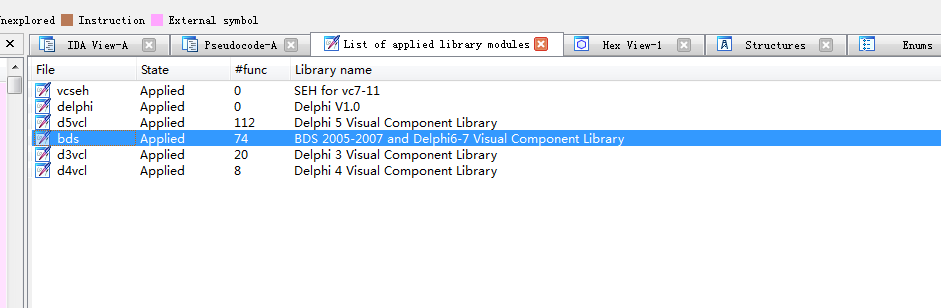 nexplored Instruction External symbol
IDA View-A Pseudocode-A List of applied library modules Hex View-1 Structures Enums
File State #func Library name
vcseh Applied 0 SEH for vc7-11
delphi Applied 0 Delphi V1.0
d5vcl Applied 112 Delphi 5 Visual Component Library
bds Applied 74 BDS 2005-2007 and Delphi6-7 Visual Component Library
d3vcl Applied 20 Delphi 3 Visual Component Library
d4vcl Applied 8 Delphi 4 Visual Component Library